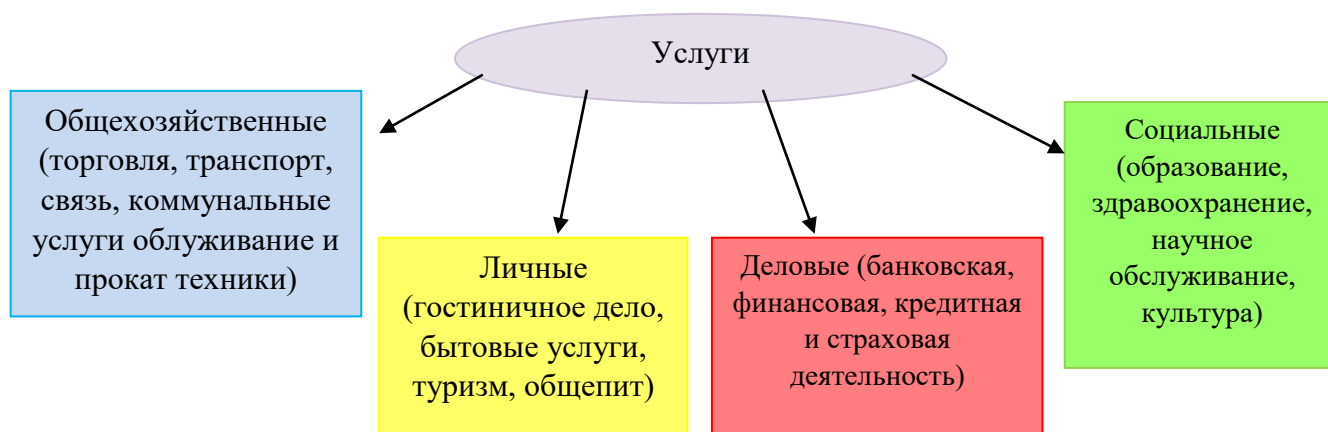 Услуги
Общехозяйственные
(торговля, транспорт,
связь, коммунальные
услуги облуживание и
прокат техники)
Личные
(гостиничное дело,
бытовые услуги,
туризм, общепит)
Деловые (банковская,
финансовая, кредитная
и страховая
деятельность)
Социальные
(образование,
здравоохранение,
научное
обслуживание,
культура)